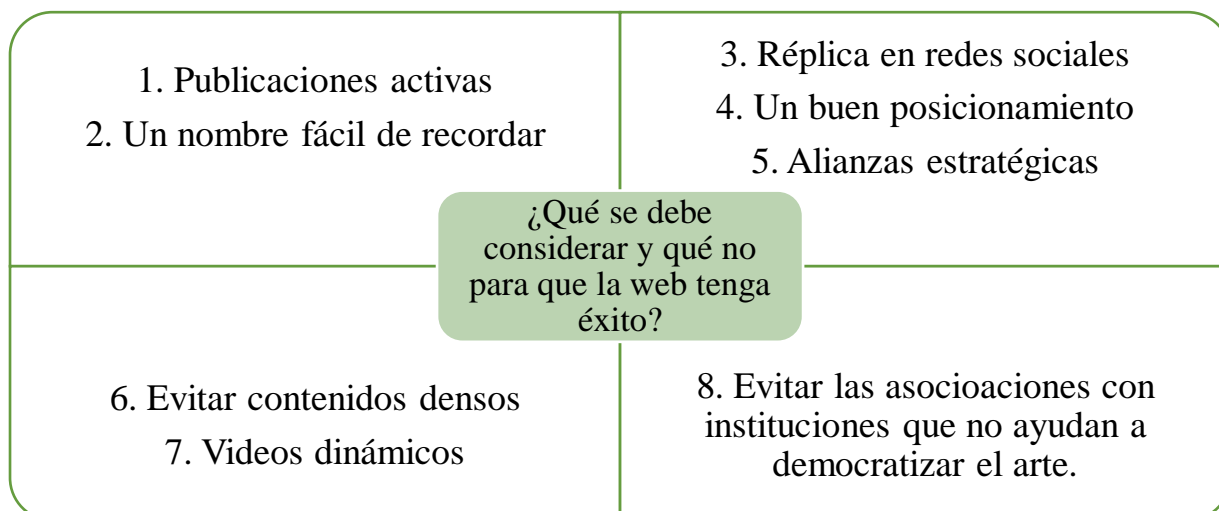 1. Publicaciones activas
2. Un nombre fácil de recordar
3. Réplica en redes sociales
4. Un buen posicionamiento
5. Alianzas estratégicas
¿Qué se debe
considerar y qué no
para que la web tenga
éxito?
6. Evitar contenidos densos
7. Videos dinámicos
8. Evitar las asocioaciones con
instituciones que no ayudan a
democratizar el arte.